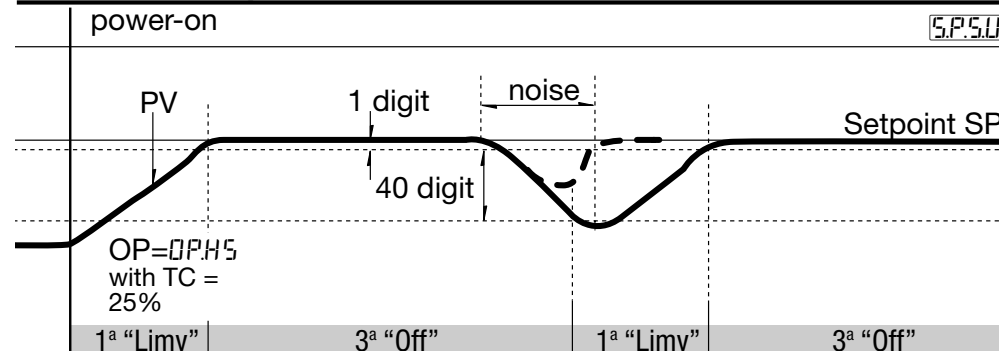 power-on
S.P.S.U
PV
1 digit
noise
Setpoint SP
40 digit
OP=OP.HS
with TC =
25%
1ª “Limy” 3ª “Off” 1ª “Limy” 3ª “Off”